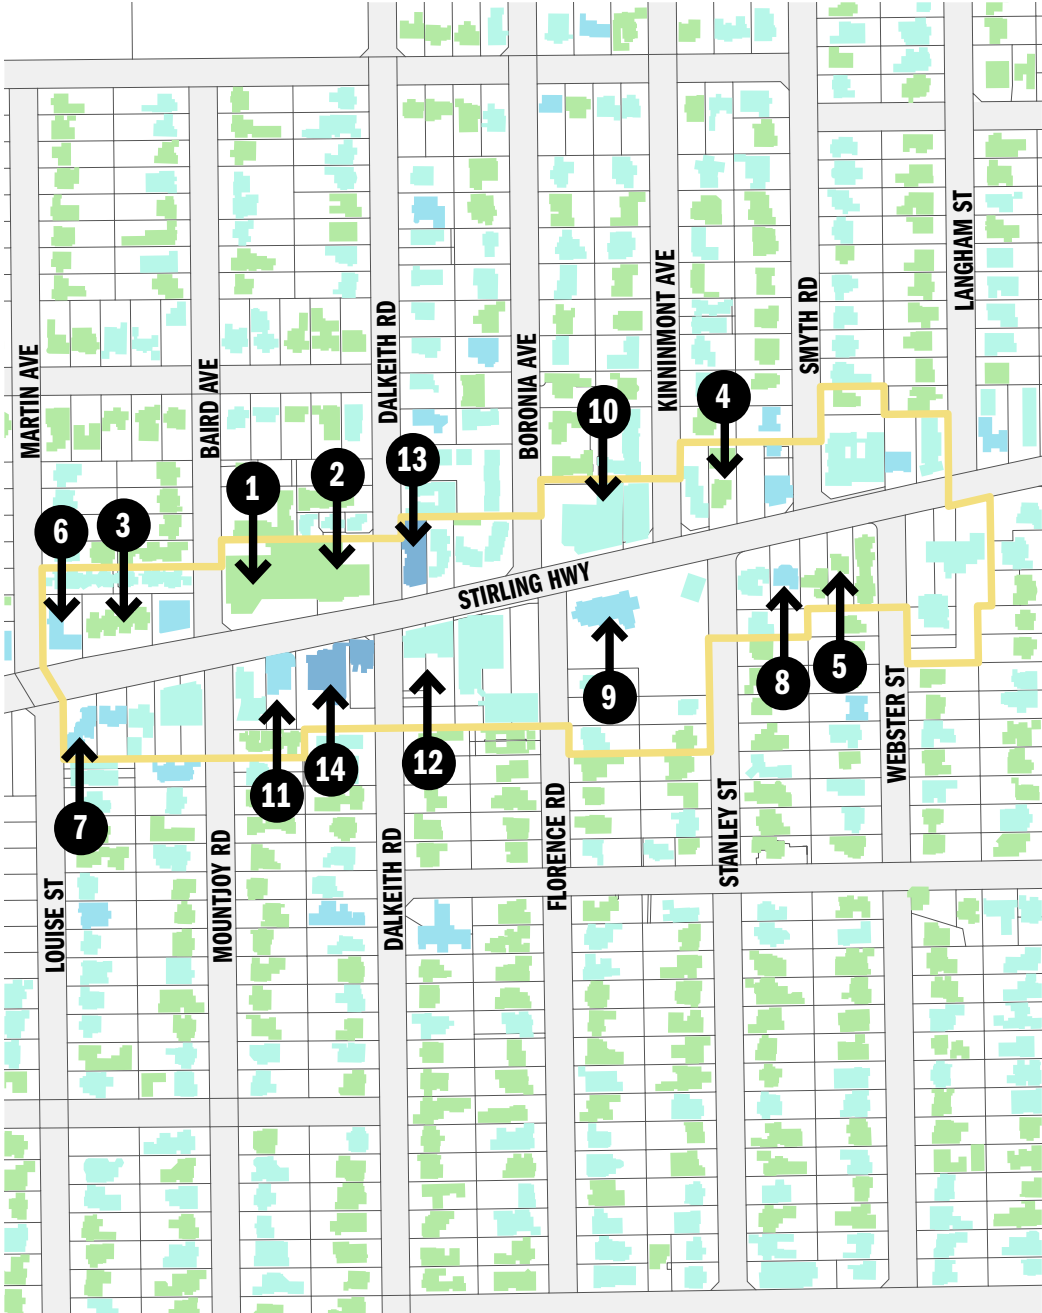 LANGHAM ST
KINNINMONT AVE
SMYTH RD
DALKEITH RD
BORONIA AVE
MARTIN AVE
BAIRD AVE
4
10
13
2
1
3
6
STIRLING HWY
5
8
9
WEBSTER ST
12
14
11
7
STANLEY ST
FLORENCE RD
DALKEITH RD
MOUNTJOY RD
LOUISE ST